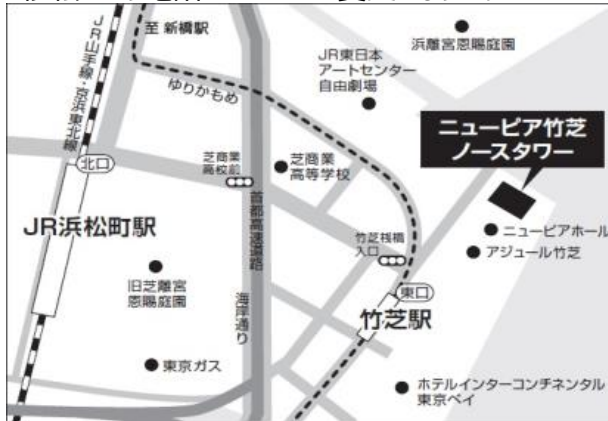 至 新橋駅
JR山手線・京浜東北線
ゆりかもめ
JR東日本
アートセンター
自由劇場
浜離宮恩賜庭園
ニューピア竹芝
ノースタワー
北口
芝商業
高校前
芝商業
高等学校
首都高速道路
JR浜松町駅
竹芝桟橋
入口
ニューピアホール
アジュール竹芝
旧芝離宮
恩賜庭園
海岸通り
東口
竹芝駅
東京ガス
ホテルインターコンチネンタル
東京ベイ